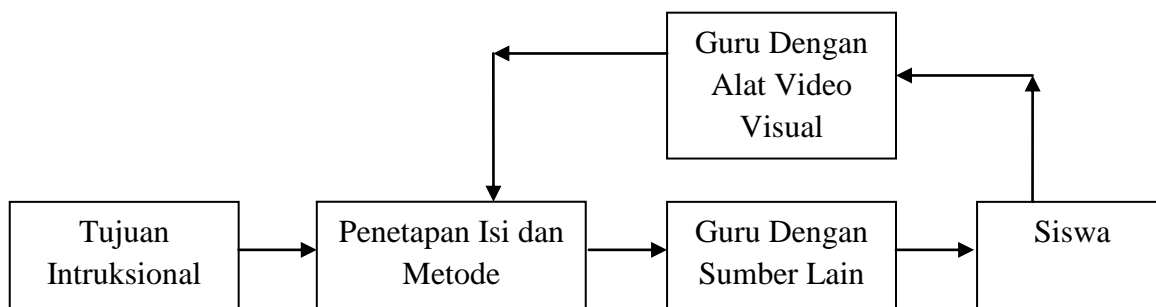 Guru Dengan
Alat Video
Visual
Tujuan
Intruksional
Penetapan Isi dan
Metode
Guru Dengan
Sumber Lain
Siswa